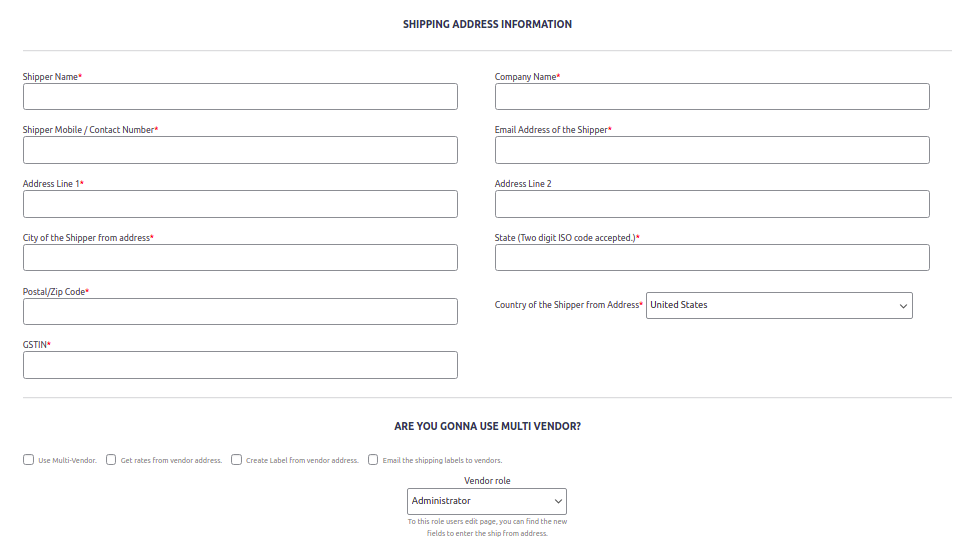 SHIPPING ADDRESS INFORMATION
Shipper Name*
Company Name*
Shipper Mobile / Contact Number*
Email Address of the Shipper*
Address Line 1*
Address Line 2
City of the Shipper from address*
State (Two digit ISO code accepted.)*
Postal/Zip Code*
Country of the Shipper from Address* United States
GSTIN*
ARE YOU GONNA USE MULTI VENDOR?
Use Multi-Vendor. Get rates from vendor address. Create Label from vendor address. Email the shipping labels to vendors.
Vendor role
Administrator
To this role users edit page, you can find the new
fields to enter the ship from address.